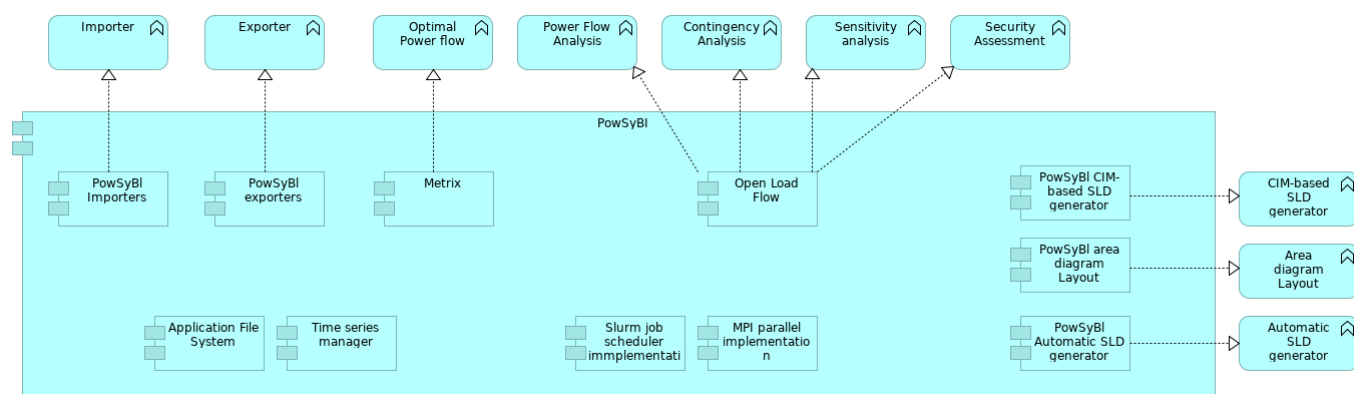 Importer
Exporter
Optimal
Power flow
Power Flow
Analysis
Contingency
Analysis
Sensitivity
analysis
Security
Assessment
PowSyBl
PowSyBl
Importers
PowSyBl
exporters
Metrix
Open Load
Flow
PowSyBl CIM-
based SLD
generator
CIM-based
SLD
generator
PowSyBl area
diagram
Layout
Area
diagram
Layout
Application File
System
Time series
manager
Slurm job
scheduler
immplementati
MPI parallel
implementatio
n
PowSyBl
Automatic SLD
generator
Automatic
SLD
generator